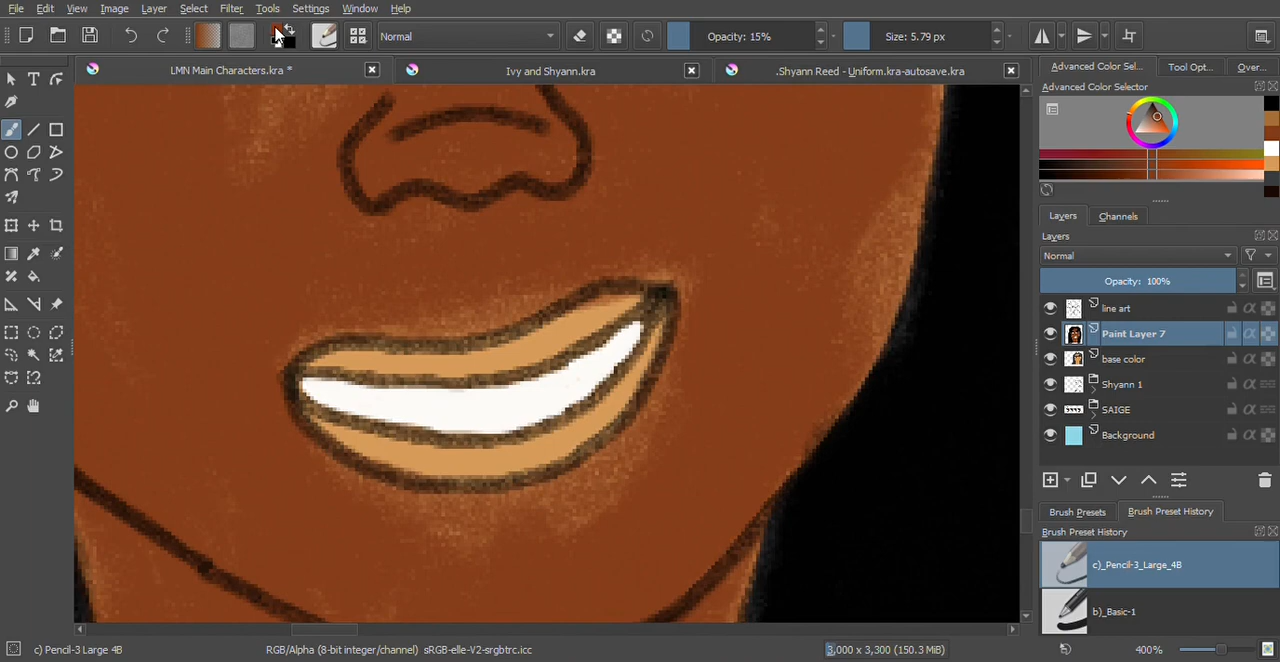 File Edit View Image Layer Select Filter Tools Settings Window Help
Normal Opacity: 15% Size: 5.79 px
LMN Main Characters.kra * Ivy and Shyann.kra .Shyann Reed - Uniform.kra-autosave.kra
Advanced Color Sel... Tool Opt... Over...
Advanced Color Selector
Layers Channels
Layers
Normal
Opacity: 100%
line art
Paint Layer 7
base color
Shyann 1
SAIGE
Background
Brush Presets Brush Preset History
Brush Preset History
c)_Pencil-3_Large_4B
b)_Basic-1
c) Pencil-3 Large 4B RGB/Alpha (8-bit integer/channel) sRGB-elle-V2-srgbtrc.icc 3,000 x 3,300 (150.3 MiB) 400%